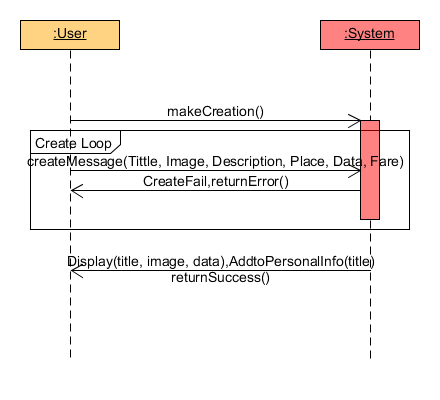 :User
:System
makeCreation()
Create Loop
createMessage(Tittle, Image, Description, Place, Data, Fare)
CreateFail,returnError()
Display(title, image, data),AddtoPersonalInfo(title)
returnSuccess()